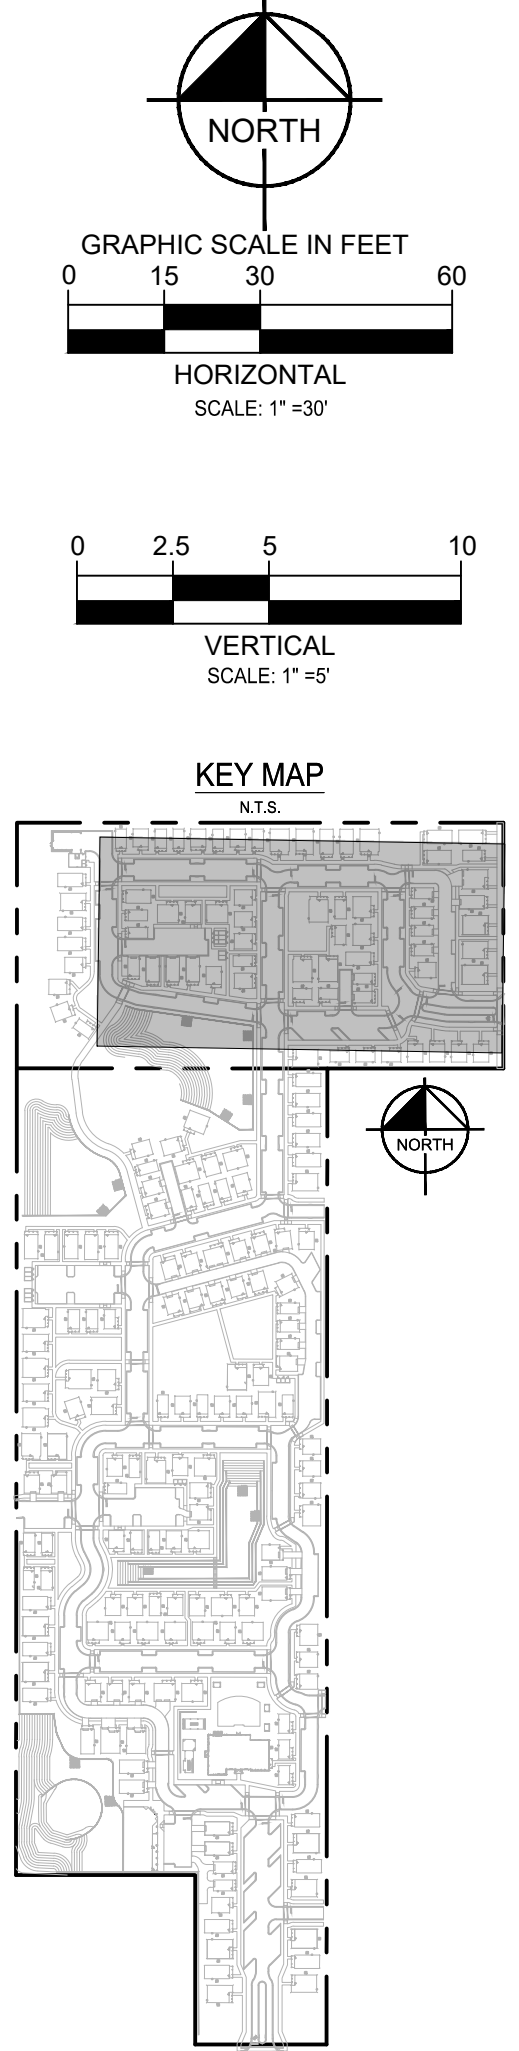 NORTH
GRAPHIC SCALE IN FEET
0 15 30 60
HORIZONTAL
SCALE: 1" =30'
0 2.5 5 10
VERTICAL
SCALE: 1" =5'
KEY MAP
N.T.S.
NORTH